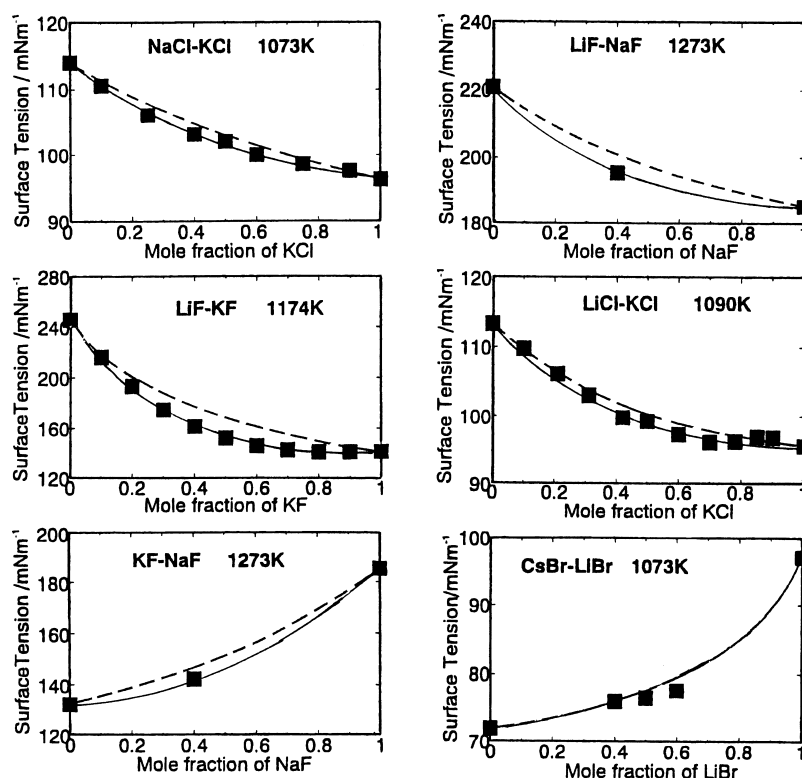 NaCl-KCl 1073K
Surface Tension / mNm-1
120
110
100
90
0 0.2 0.4 0.6 0.8 1
Mole fraction of KCl
LiF-NaF 1273K
Surface Tension /mNm-1
240
220
200
180
0 0.2 0.4 0.6 0.8 1
Mole fraction of NaF
LiF-KF 1174K
SurfaceTension /mNm-1
280
240
200
160
120
0 0.2 0.4 0.6 0.8 1
Mole fraction of KF
LiCl-KCl 1090K
Surface Tension /mNm-1
120
110
100
90
0 0.2 0.4 0.6 0.8 1
Mole fraction of KCl
KF-NaF 1273K
SurfaceTension /mNm-1
200
180
160
140
120
0 0.2 0.4 0.6 0.8 1
Mole fraction of NaF
CsBr-LiBr 1073K
Surface Tension/mNm-1
100
90
80
70
0 0.2 0.4 0.6 0.8 1
Mole fraction of LiBr